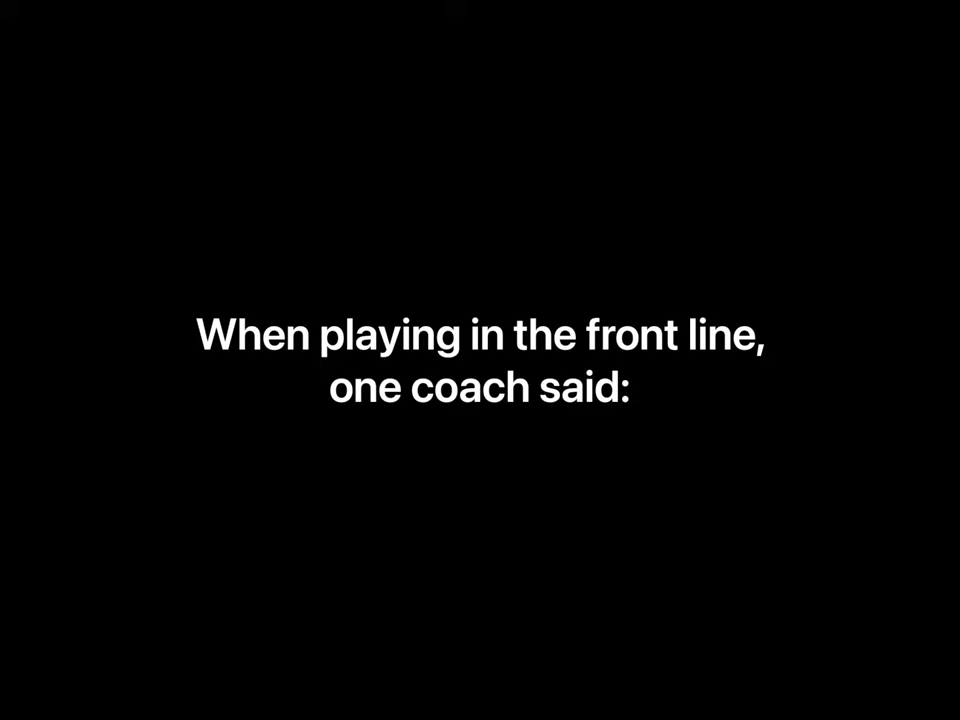 When playing in the front line,
one coach said: